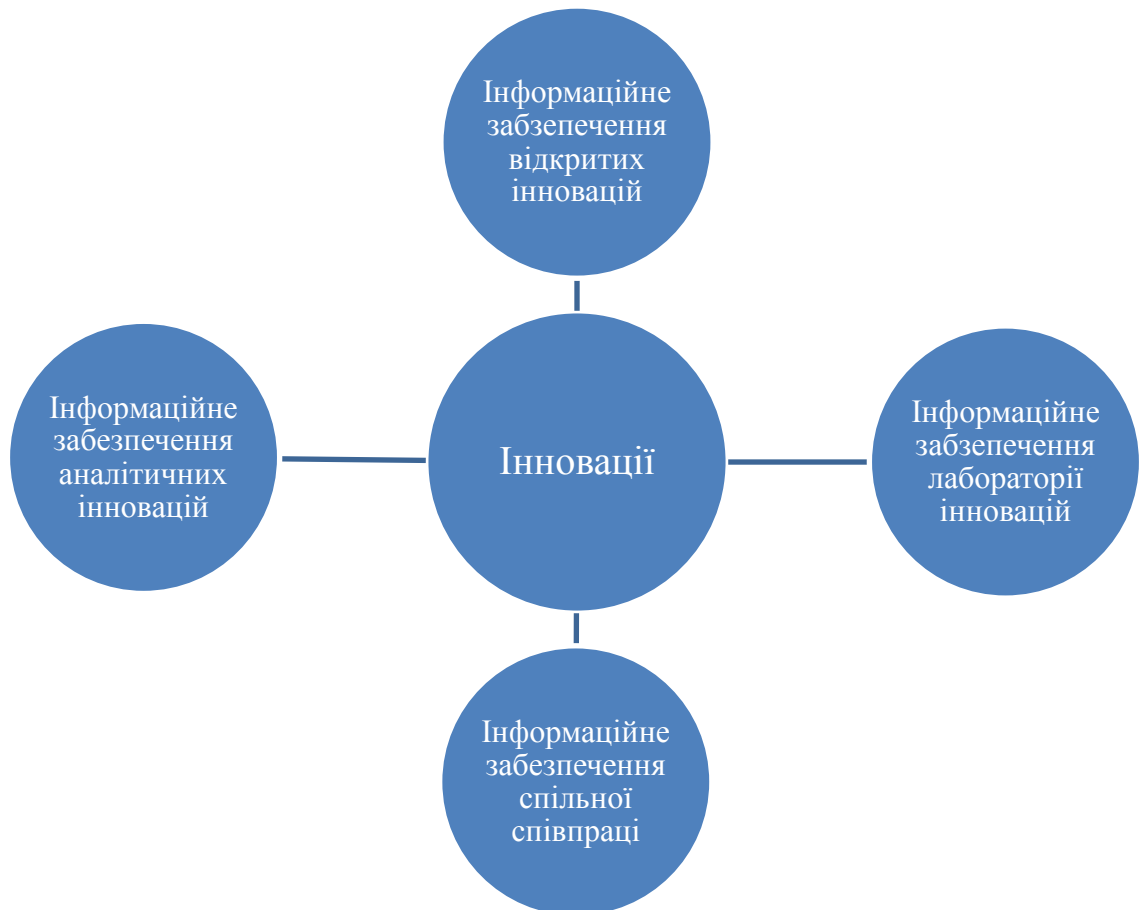 Інформаційне
забзепечення
відкритих
інновацій
Інформаційне
забезпечення
аналітичних
інновацій
Інновації
Інформаційне
забзепечення
лабораторії
інновацій
Інформаційне
забезпечення
спільної
співпраці